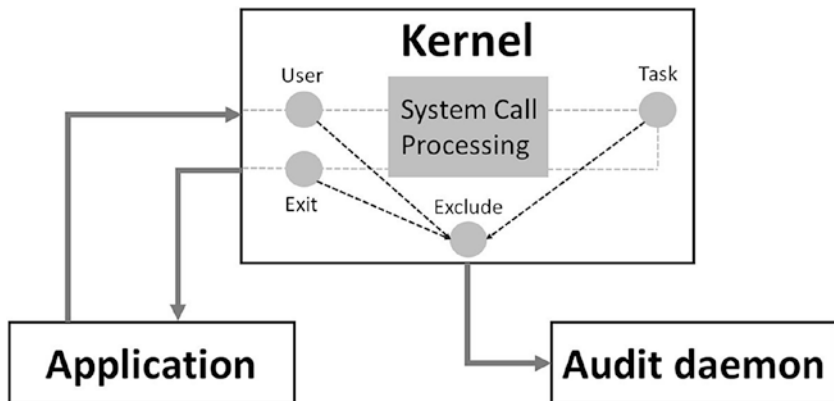 Kernel
User
Task
System Call
Processing
Exit
Exclude
Application
Audit daemon